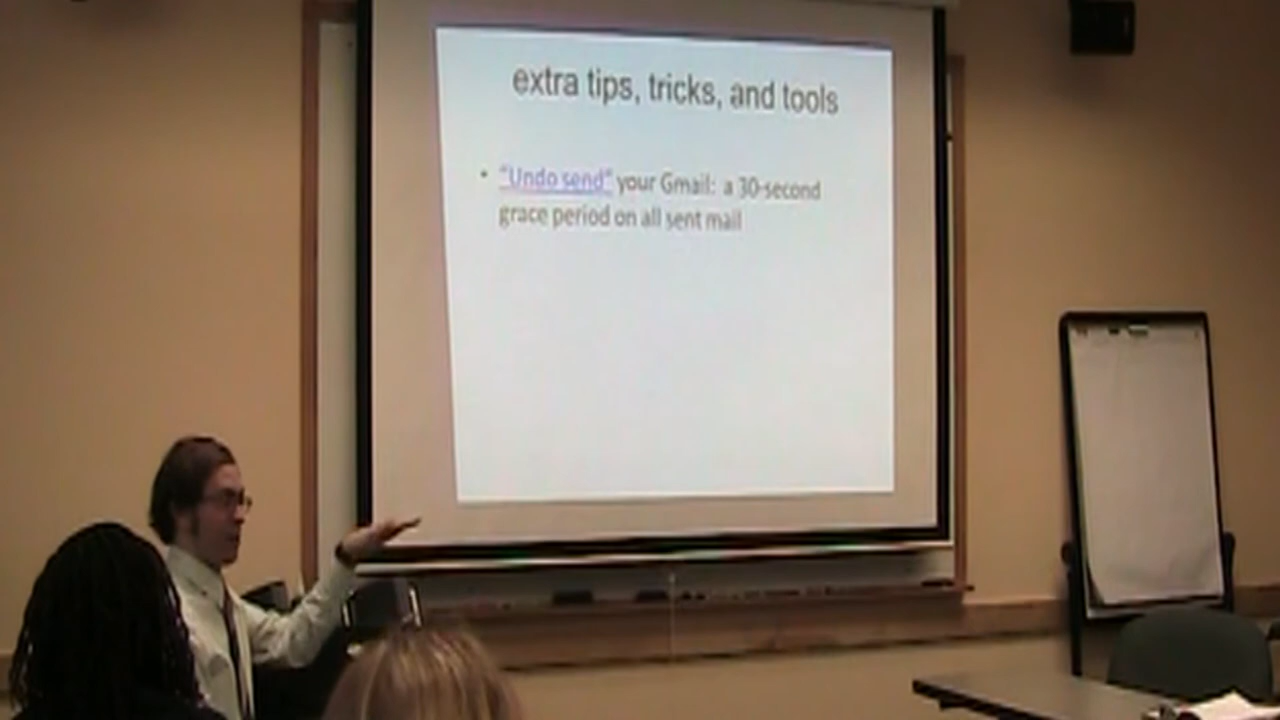 extra tips, tricks, and tools
• "Undo send" your Gmail: a 30-second
grace period on all sent mail